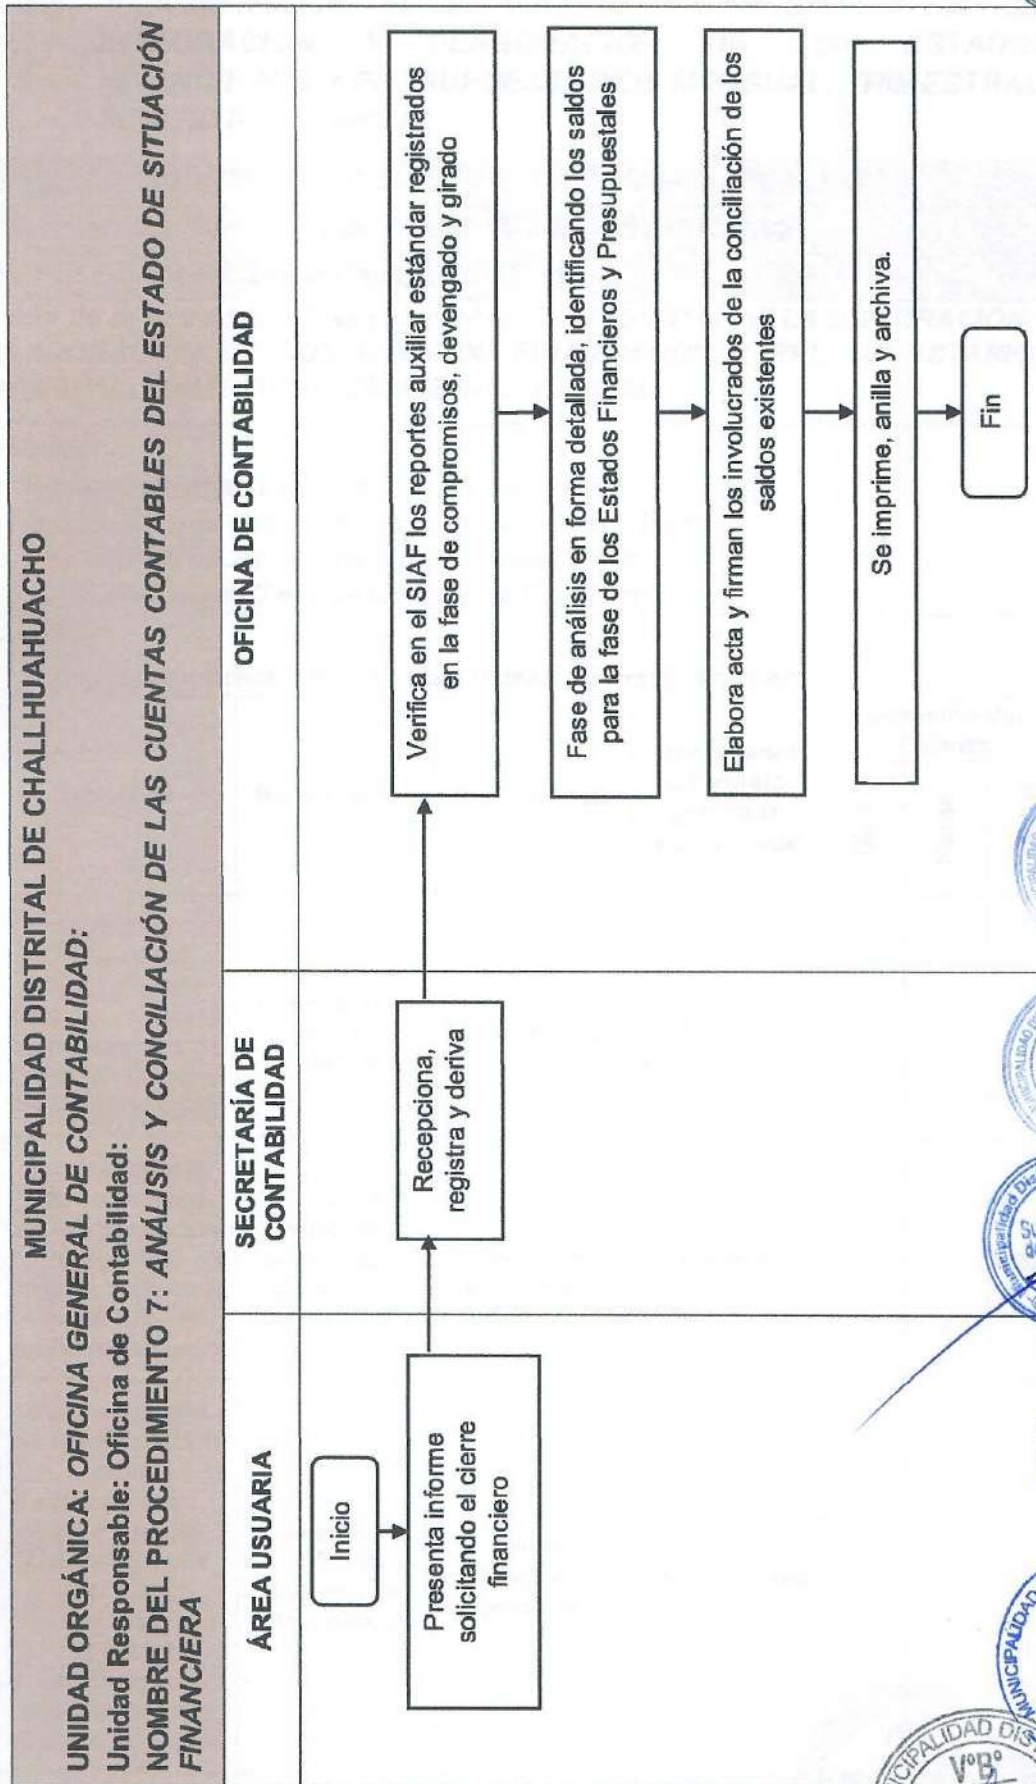 MUNICIPALIDAD DISTRITAL DE CHALLHUAHUACHO
UNIDAD ORGÁNICA: OFICINA GENERAL DE CONTABILIDAD:
Unidad Responsable: Oficina de Contabilidad:
NOMBRE DEL PROCEDIMIENTO 7: ANÁLISIS Y CONCILIACIÓN DE LAS CUENTAS CONTABLES DEL ESTADO DE SITUACIÓN
FINANCIERA
ÁREA USUARIA
SECRETARÍA DE
CONTABILIDAD
OFICINA DE CONTABILIDAD
Inicio
Presenta informe
solicitando el cierre
financiero
Recepciona,
registra y deriva
Verifica en el SIAF los reportes auxiliar estándar registrados
en la fase de compromisos, devengado y girado
Fase de análisis en forma detallada, identificando los saldos
para la fase de los Estados Financieros y Presupuestales
Elabora acta y firman los involucrados de la conciliación de los
saldos existentes
Se imprime, anilla y archiva.
Fin
MUNICIPALIDAD
VºBº